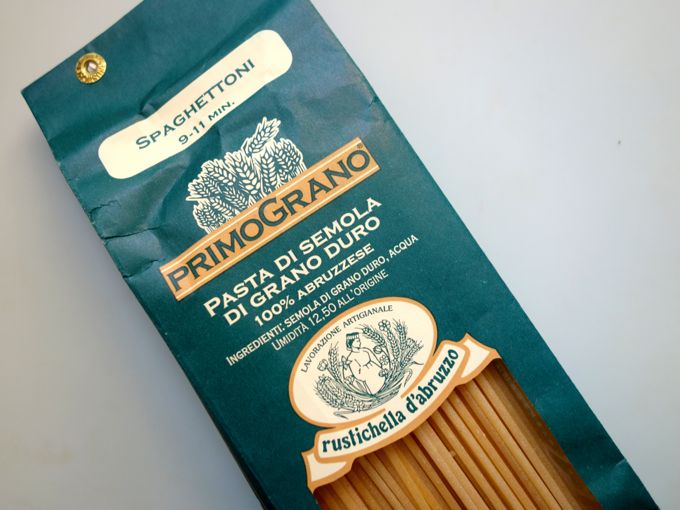 SPAGHETTONI
9-11 MIN.
PRIMOGRANO®
PASTA DI SEMOLA
DI GRANO DURO
100% ABRUZZESE
INGREDIENTI: SEMOLA DI GRANO DURO, ACQUA
UMIDITÀ 12,50 ALL'ORIGINE
LAVORAZIONE ARTIGIANALE
rustichella d'abruzzo